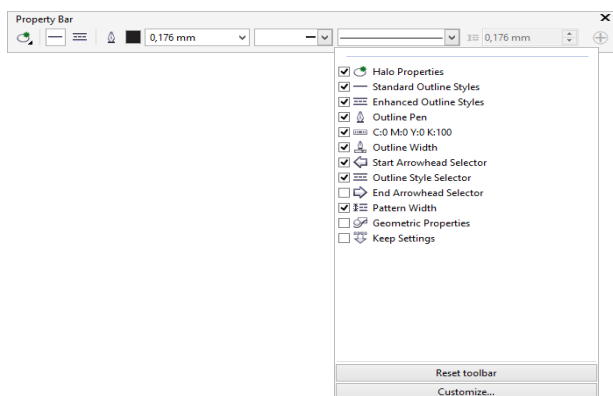 Property Bar
0,176 mm
0,176 mm
Halo Properties
Standard Outline Styles
Enhanced Outline Styles
Outline Pen
C:0 M:0 Y:0 K:100
Outline Width
Start Arrowhead Selector
Outline Style Selector
End Arrowhead Selector
Pattern Width
Geometric Properties
Keep Settings
Reset toolbar
Customize...